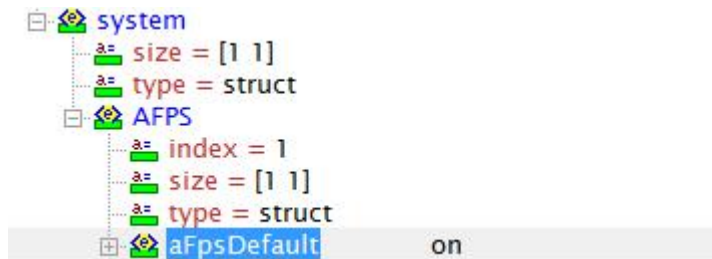 system
size = [1 1]
type = struct
AFPS
index = 1
size = [1 1]
type = struct
aFpsDefault on